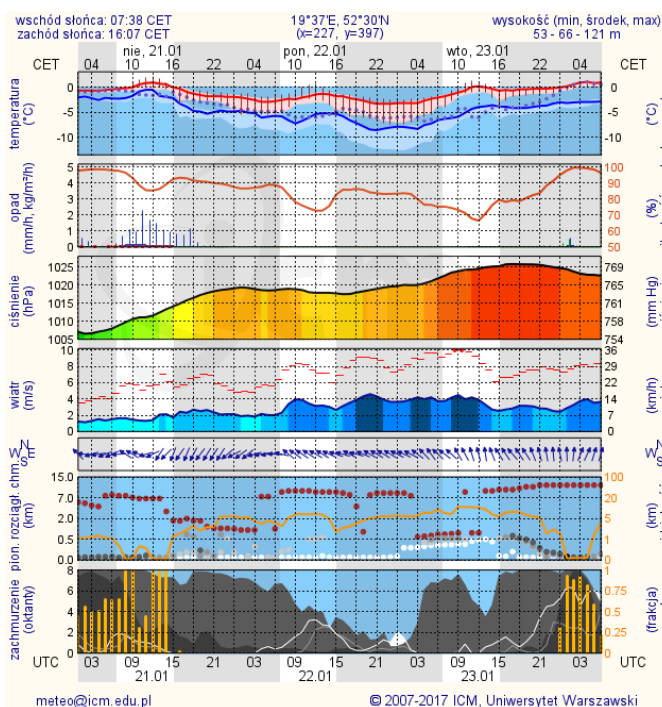 wschód słońca: 07:38 CET 19°37'E, 52°30'N wysokość (min, środek, max)
zachód słońca: 16:07 CET (x=227, y=397) 53 - 66 - 121 m
nie, 21.01 pon, 22.01 wto, 23.01
CET 04 10 16 22 04 10 16 22 04 10 16 22 04 CET
temperatura (°C)
0 0
-5 -5
-10 -10
opad (mm/h, kg/m²/h)
5 100
4 90
3 80
2 70
1 60
0 50
(%)
ciśnienie (hPa)
1025 769
1020 765
1015 761
1010 758
1005 754
(mm Hg)
wiatr (m/s)
10 36
8 29
6 22
4 14
2 7
0 0
(km/h)
N
W E
S
N
W
S
pion. rozciągł. chm. (km)
15.0 100
7.0 20
2.0 5
0.5 1
0.0 0
(km)
zachmurzenie (oktanty)
8 1
6 0.75
4 0.5
2 0.25
0 0
(frakcja)
UTC 03 09 15 21 03 09 15 21 03 09 15 21 03 UTC
21.01 22.01 23.01
meteo@icm.edu.pl © 2007-2017 ICM, Uniwersytet Warszawski